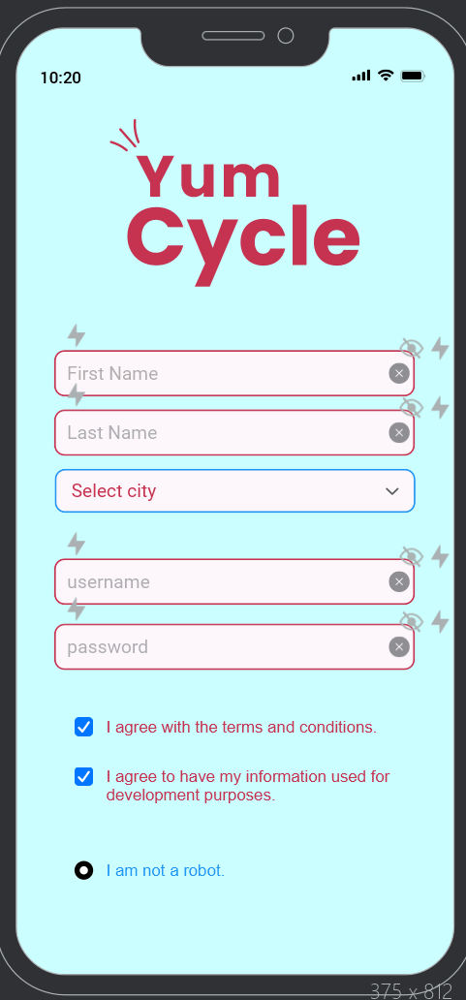 10:20
Yum
Cycle
First Name
Last Name
Select city
username
password
I agree with the terms and conditions.
I agree to have my information used for
development purposes.
I am not a robot.
375 x 812